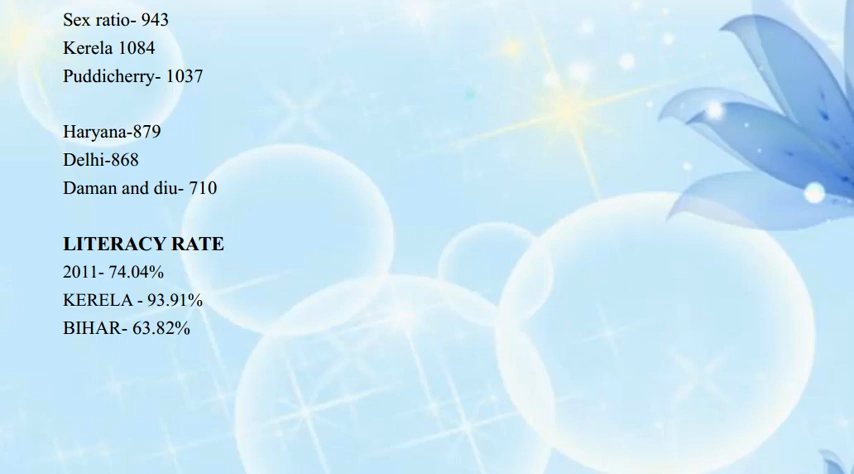 Sex ratio- 943
Kerela 1084
Puddicherry- 1037
Haryana-879
Delhi-868
Daman and diu- 710
LITERACY RATE
2011- 74.04%
KERELA - 93.91%
BIHAR- 63.82%